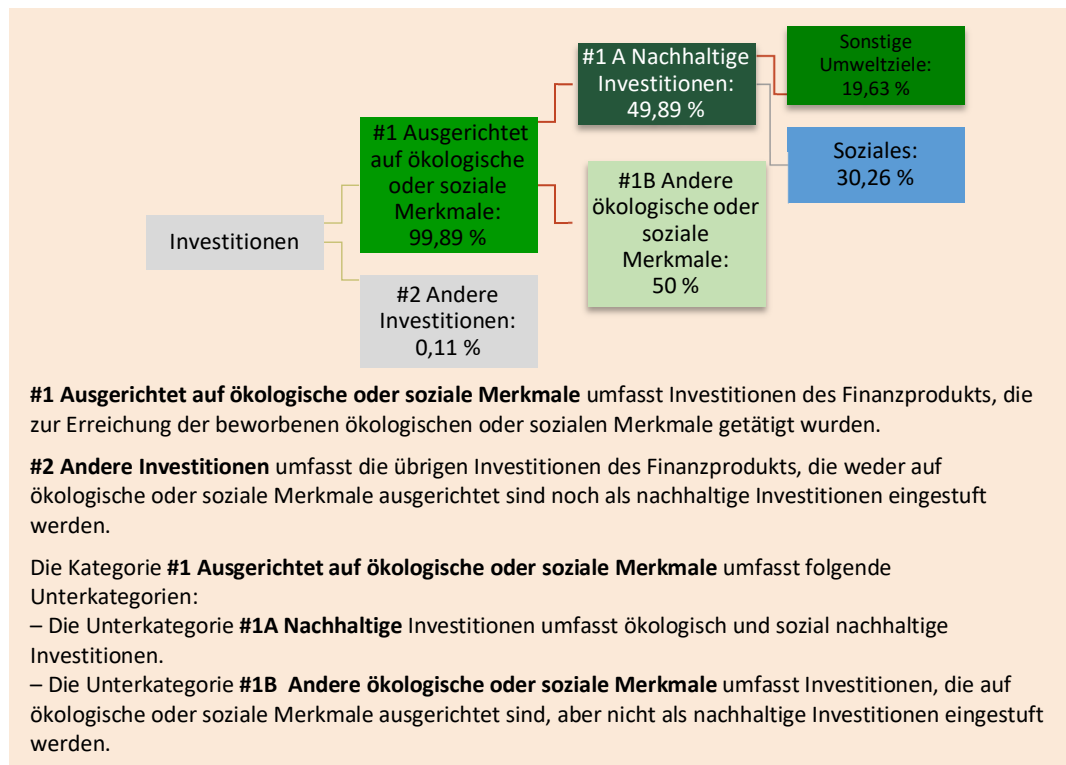 Investitionen
#1 Ausgerichtet
auf ökologische
oder soziale
Merkmale:
99,89 %
#2 Andere
Investitionen:
0,11 %
#1 A Nachhaltige
Investitionen:
49,89 %
#1B Andere
ökologische oder
soziale
Merkmale:
50 %
Sonstige
Umweltziele:
19,63 %
Soziales:
30,26 %
#1 Ausgerichtet auf ökologische oder soziale Merkmale umfasst Investitionen des Finanzprodukts, die
zur Erreichung der beworbenen ökologischen oder sozialen Merkmale getätigt wurden.
#2 Andere Investitionen umfasst die übrigen Investitionen des Finanzprodukts, die weder auf
ökologische oder soziale Merkmale ausgerichtet sind noch als nachhaltige Investitionen eingestuft
werden.
Die Kategorie #1 Ausgerichtet auf ökologische oder soziale Merkmale umfasst folgende
Unterkategorien:
– Die Unterkategorie #1A Nachhaltige Investitionen umfasst ökologisch und sozial nachhaltige
Investitionen.
– Die Unterkategorie #1B Andere ökologische oder soziale Merkmale umfasst Investitionen, die auf
ökologische oder soziale Merkmale ausgerichtet sind, aber nicht als nachhaltige Investitionen eingestuft
werden.